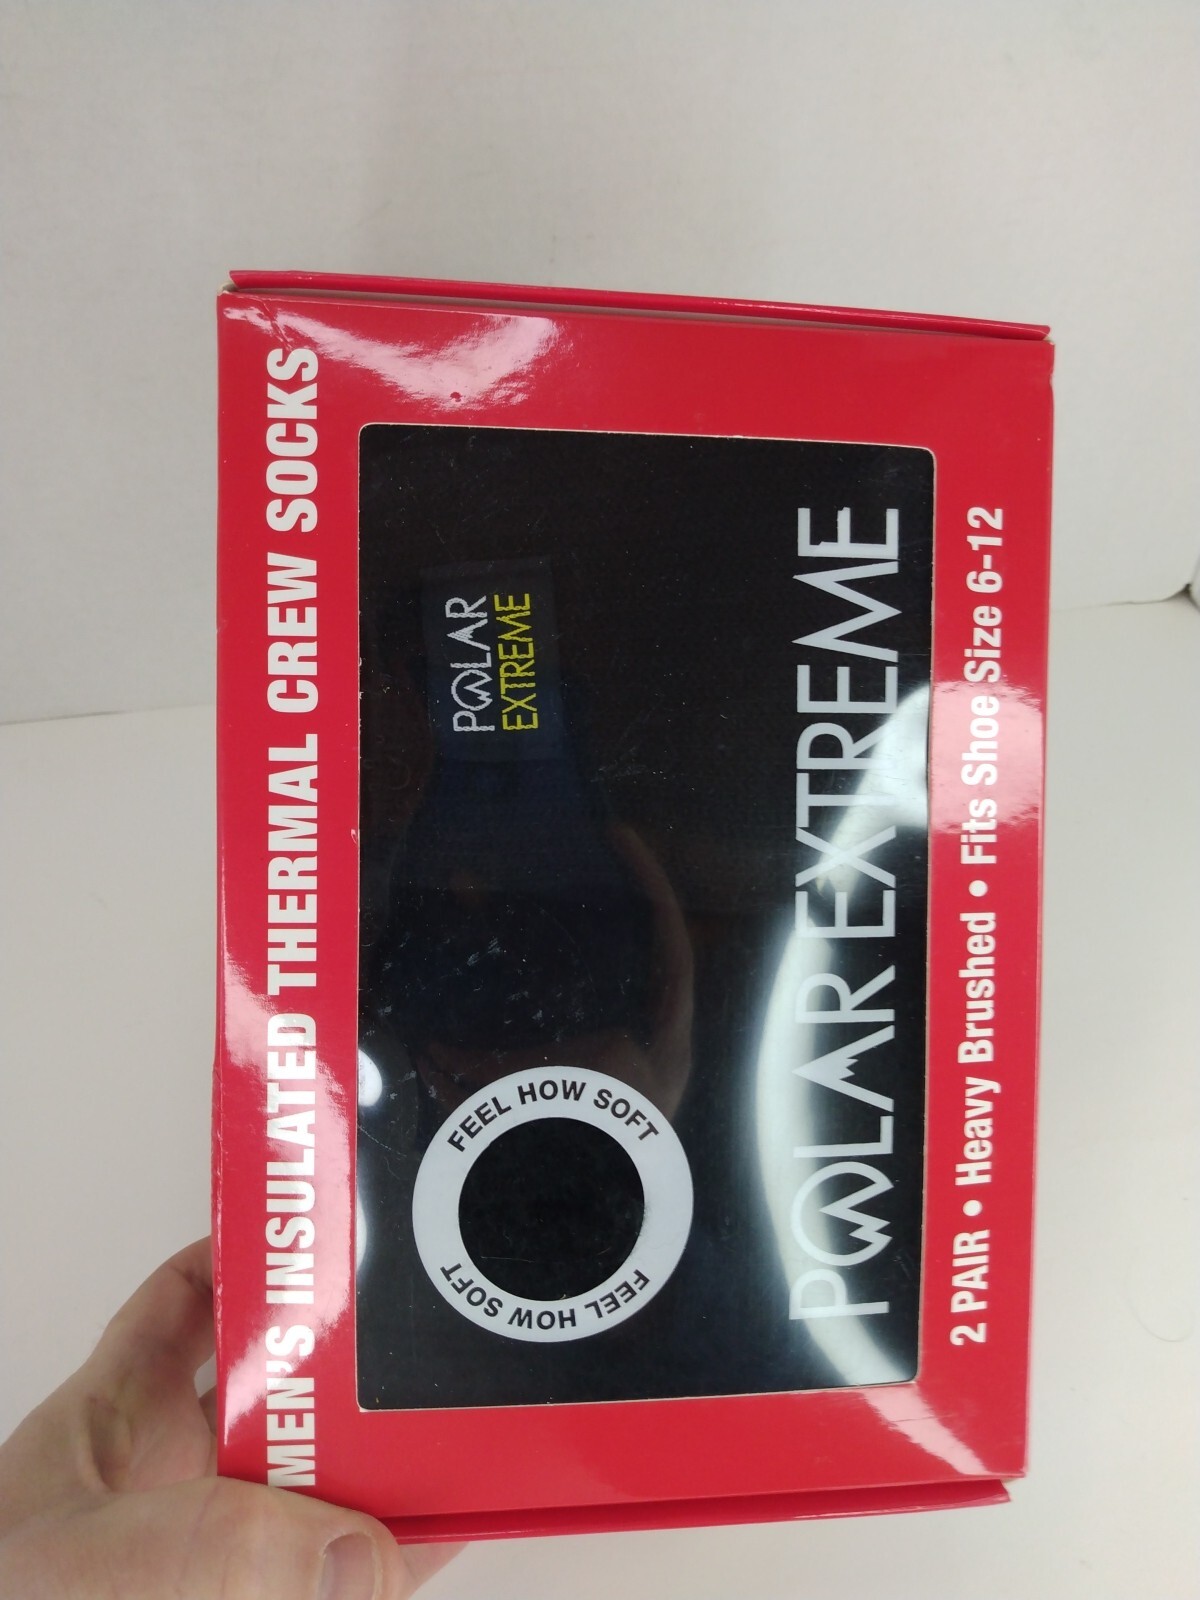 MEN'S INSULATED THERMAL CREW SOCKS
POLAR
EXTREME
FEEL HOW SOFT
FEEL HOW SOFT
POLAR EXTREME
2 PAIR • Heavy Brushed • Fits Shoe Size 6-12